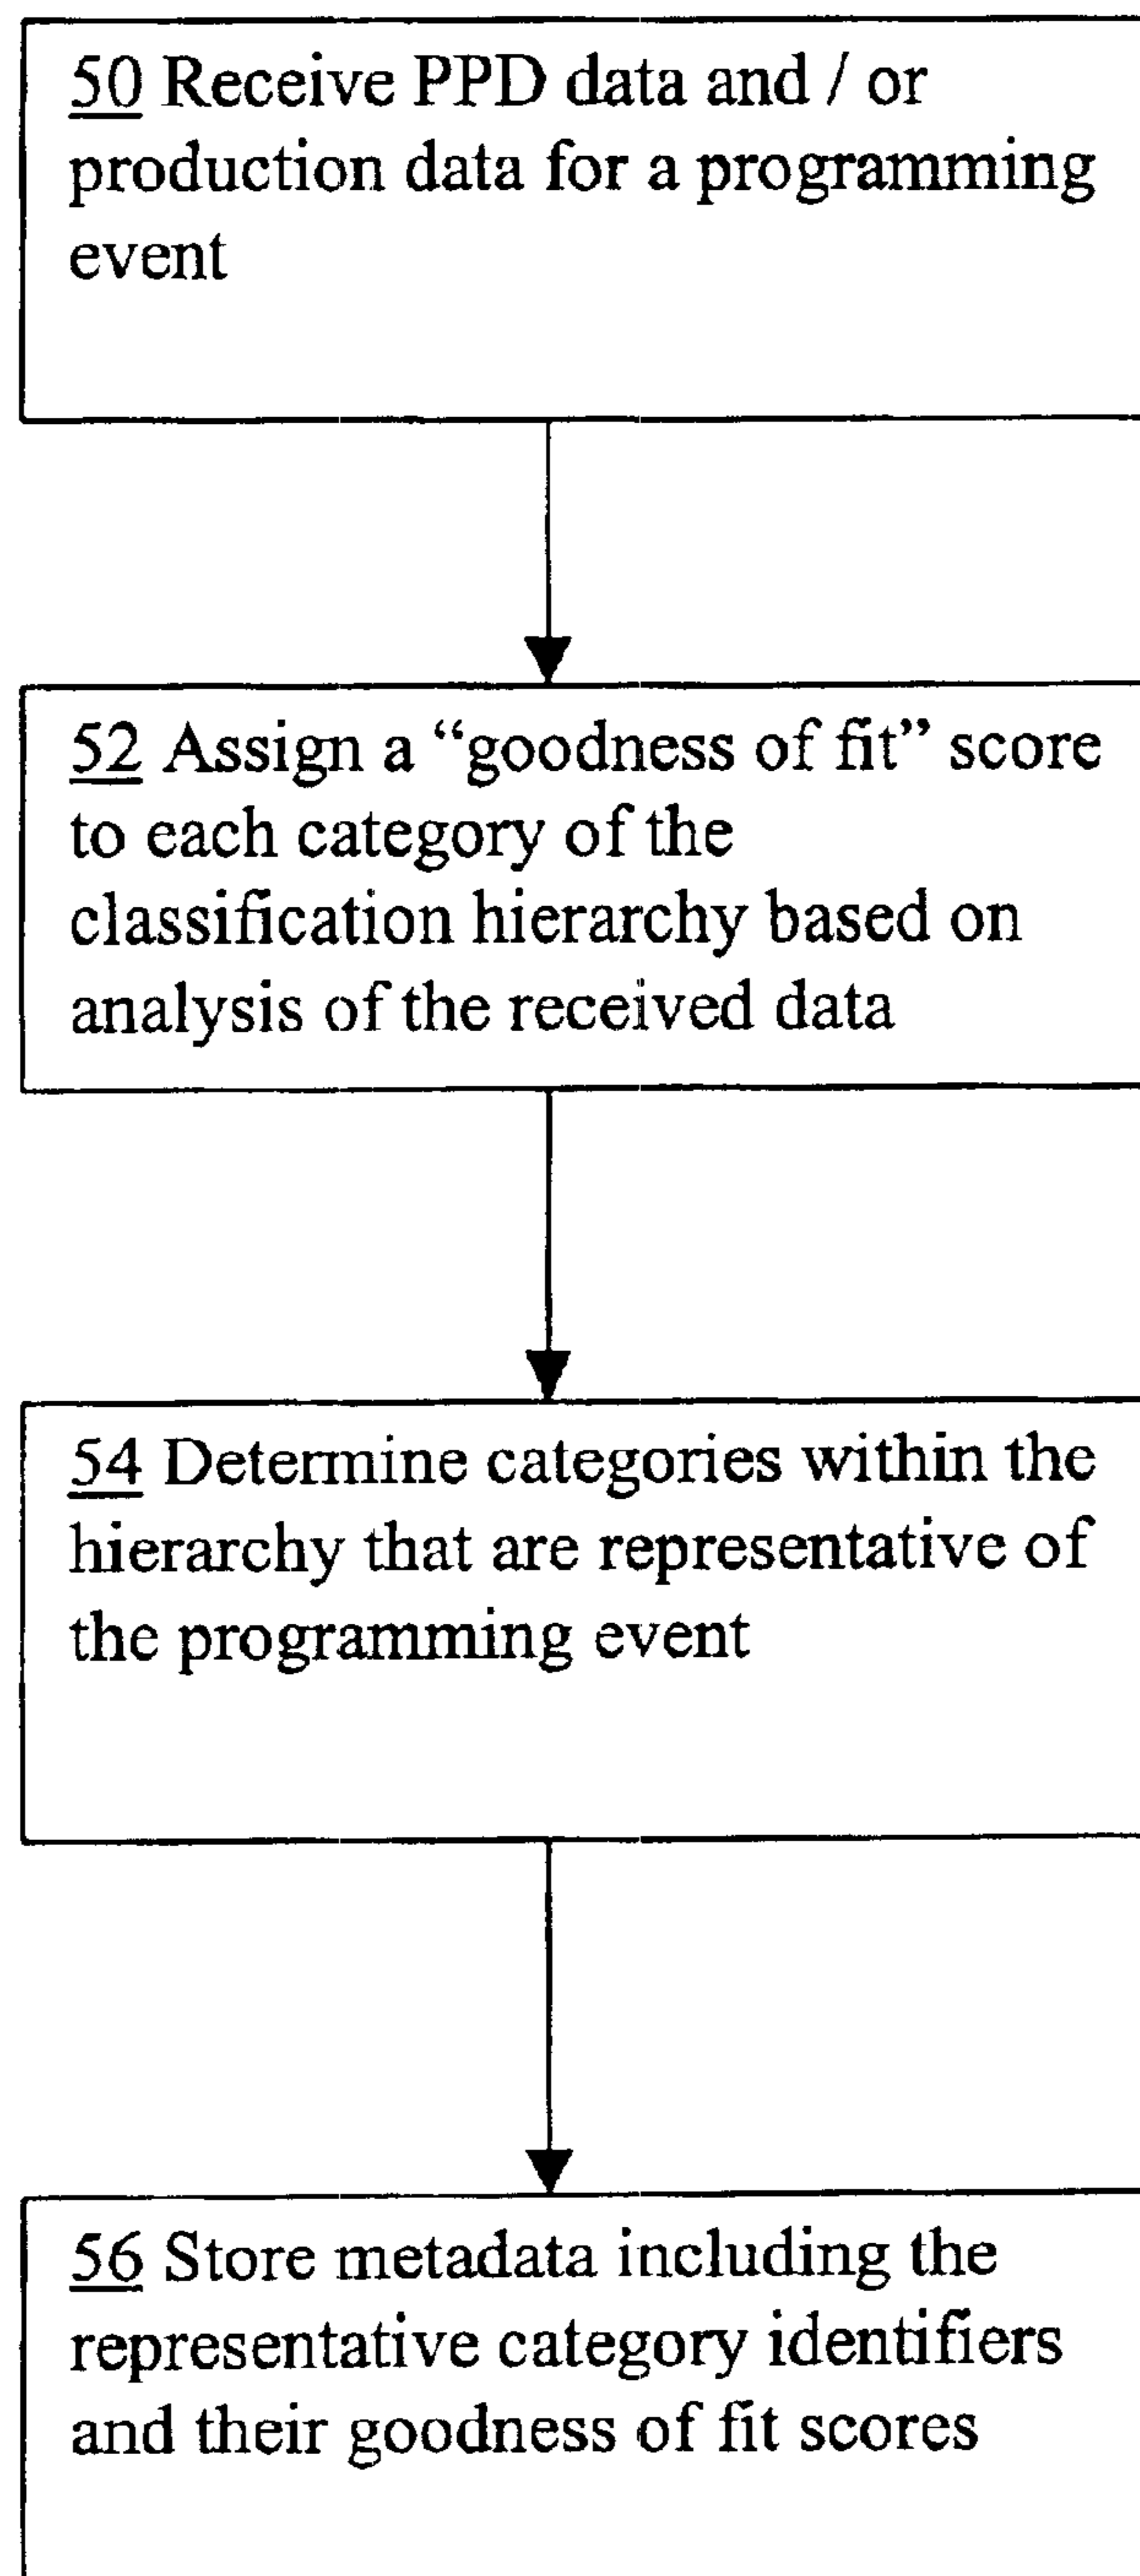 50 Receive PPD data and / or
production data for a programming
event
52 Assign a “goodness of fit” score
to each category of the
classification hierarchy based on
analysis of the received data
54 Determine categories within the
hierarchy that are representative of
the programming event
56 Store metadata including the
representative category identifiers
and their goodness of fit scores